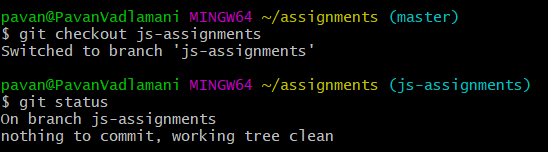 pavan@PavanVadlamani MINGW64 ~/assignments (master)
$ git checkout js-assignments
Switched to branch 'js-assignments'
pavan@PavanVadlamani MINGW64 ~/assignments (js-assignments)
$ git status
On branch js-assignments
nothing to commit, working tree clean